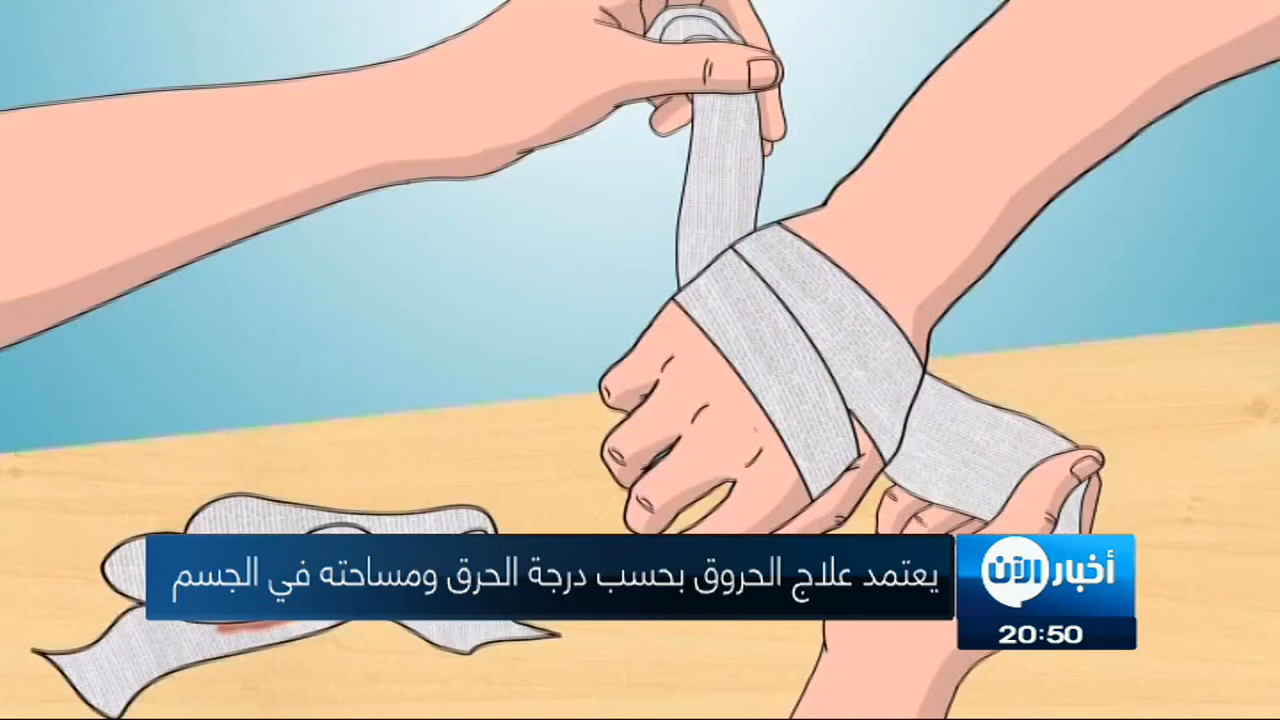 يعتمد علاج الحروق بحسب درجة الحرق ومساحته في الجسم
أخبار الآن
20:50